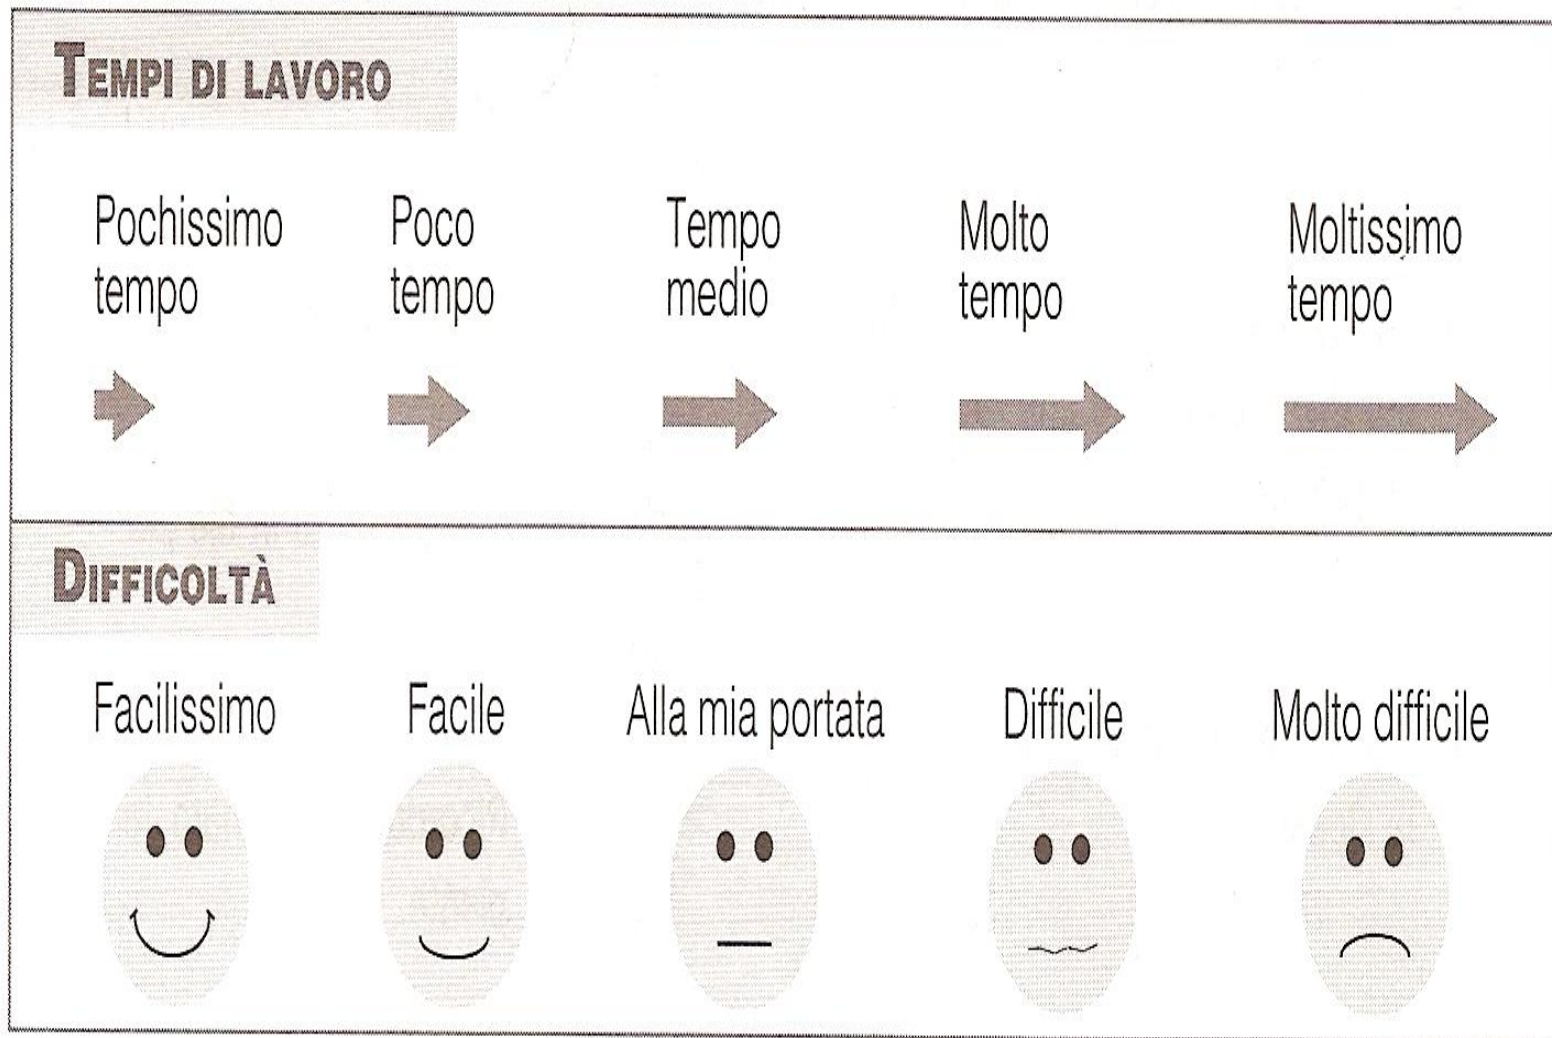 TEMPI DI LAVORO
Pochissimo
tempo
Poco
tempo
Tempo
medio
Molto
tempo
Moltissimo
tempo
DIFFICOLTÀ
Facilissimo
Facile
Alla mia portata
Difficile
Molto difficile